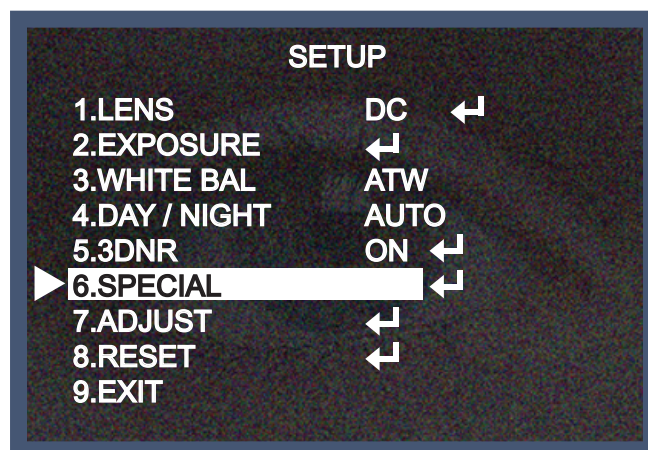 SETUP
1.LENS DC
2.EXPOSURE
3.WHITE BAL ATW
4.DAY / NIGHT AUTO
5.3DNR ON
6.SPECIAL
7.ADJUST
8.RESET
9.EXIT